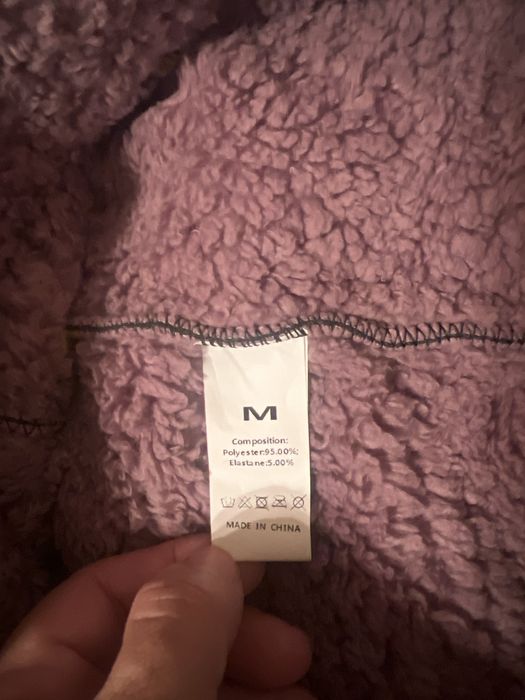 M
Composition:
Polyester:95.00%;
Elastane:5.00%
MADE IN CHINA